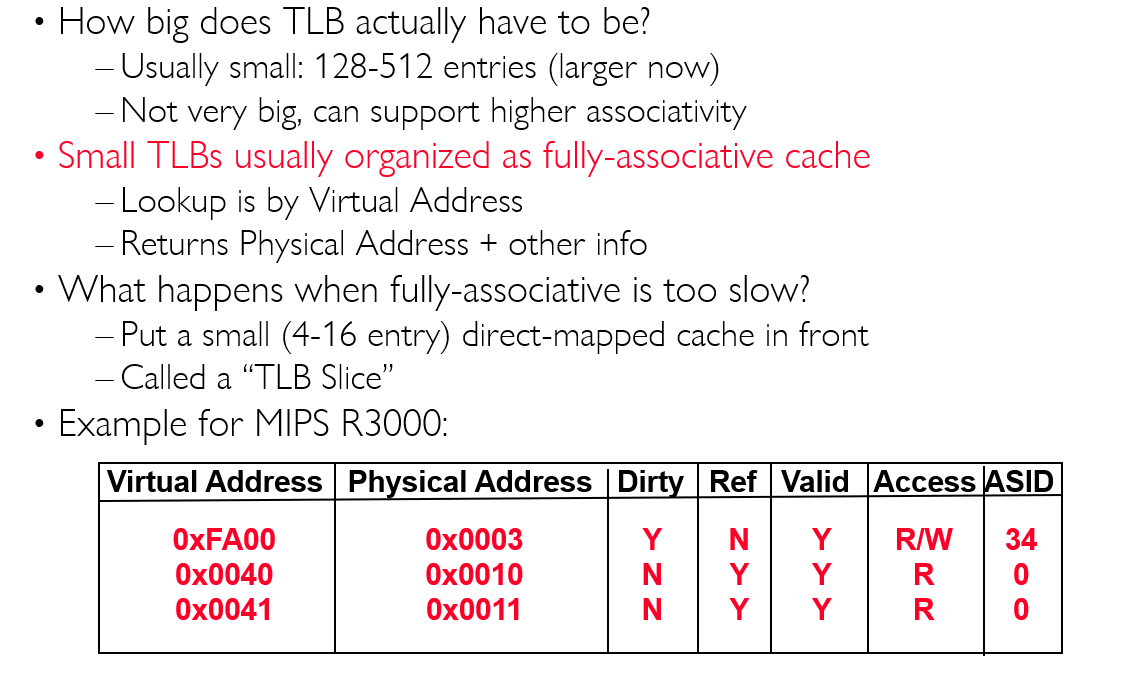 • How big does TLB actually have to be?
– Usually small: 128-512 entries (larger now)
– Not very big, can support higher associativity
• Small TLBs usually organized as fully-associative cache
– Lookup is by Virtual Address
– Returns Physical Address + other info
• What happens when fully-associative is too slow?
– Put a small (4-16 entry) direct-mapped cache in front
– Called a “TLB Slice”
• Example for MIPS R3000:
Virtual Address Physical Address Dirty Ref Valid Access ASID
0xFA00 0x0003 Y N Y R/W 34
0x0040 0x0010 N Y Y R 0
0x0041 0x0011 N Y Y R 0